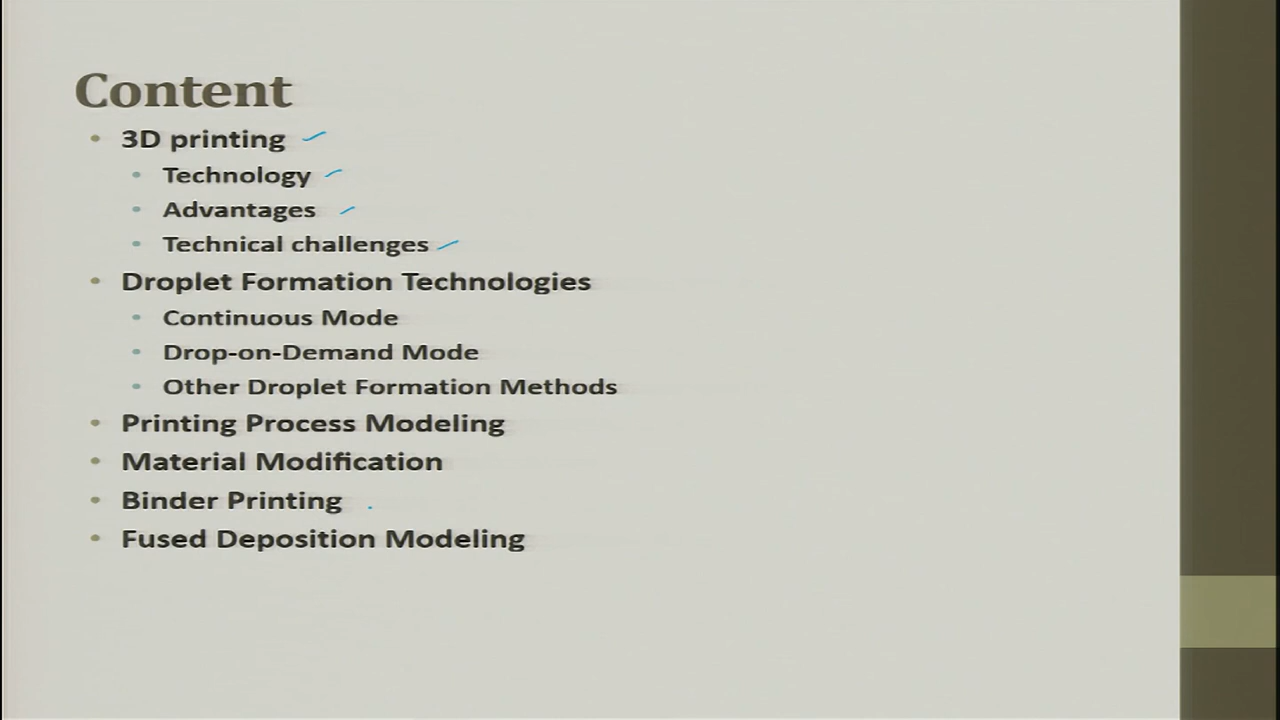 Content
3D printing
Technology
Advantages
Technical challenges
Droplet Formation Technologies
Continuous Mode
Drop-on-Demand Mode
Other Droplet Formation Methods
Printing Process Modeling
Material Modification
Binder Printing
Fused Deposition Modeling